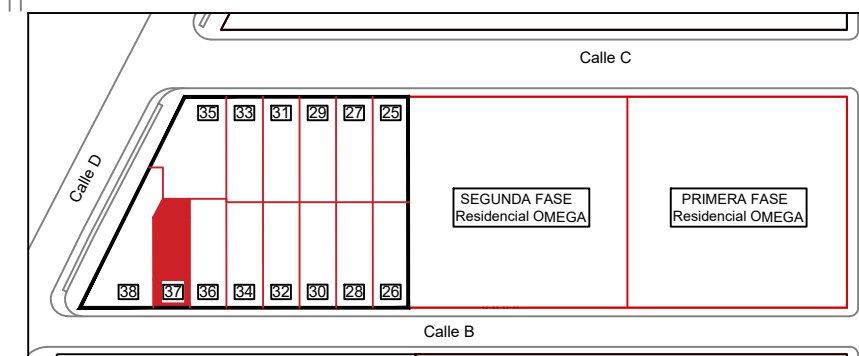 Calle C
35 33 31 29 27 25
Calle D
SEGUNDA FASE
Residencial OMEGA
PRIMERA FASE
Residencial OMEGA
38 37 36 34 32 30 28 26
Calle B